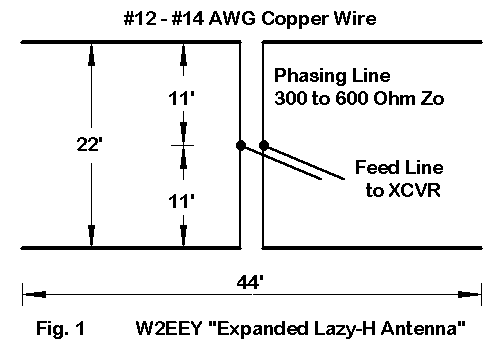 #12 - #14 AWG Copper Wire
Phasing Line
300 to 600 Ohm Zo
11'
22'
Feed Line
to XCVR
11'
44'
Fig. 1 W2EEY "Expanded Lazy-H Antenna"